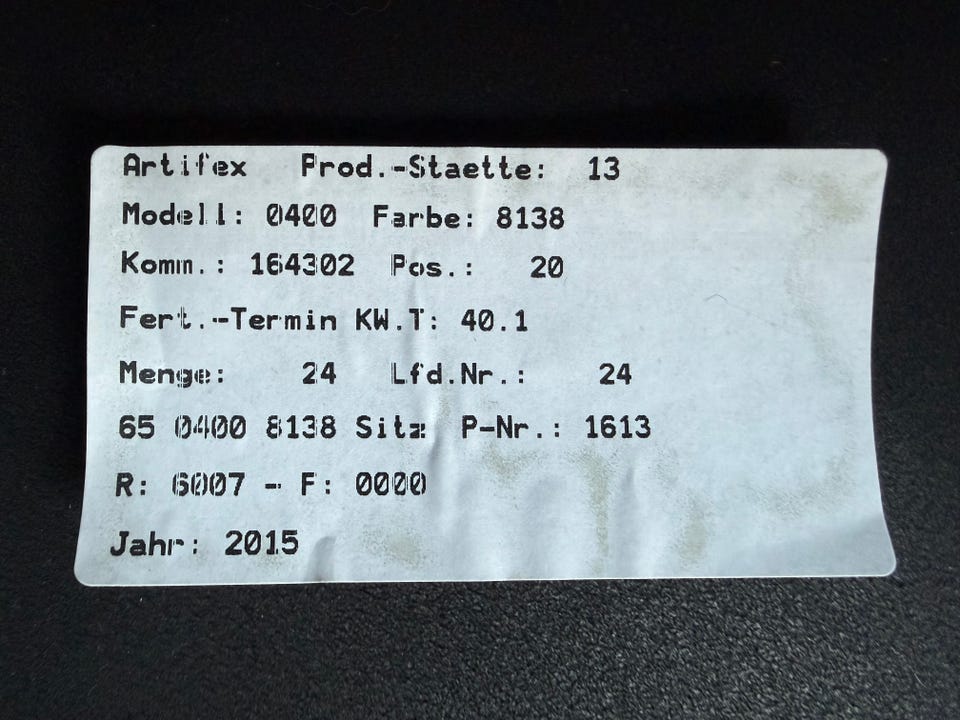 Artifex Prod.-Staette: 13
Modell: 0400 Farbe: 8138
Komm.: 164302 Pos.: 20
Fert.-Termin KW.T: 40.1
Menge: 24 Lfd.Nr.: 24
65 0400 8138 Sitz P-Nr.: 1613
R: 6007 - F: 0000
Jahr: 2015